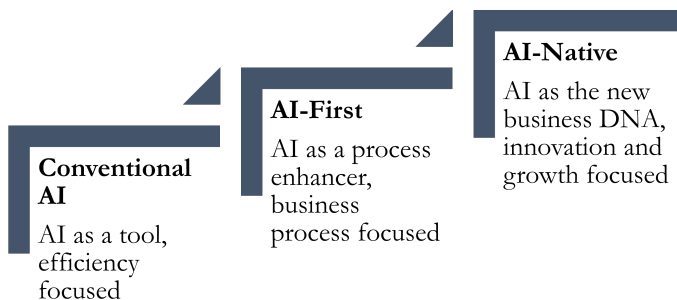 Conventional
AI
AI as a tool,
efficiency
focused
AI-First
AI as a process
enhancer,
business
process focused
AI-Native
AI as the new
business DNA,
innovation and
growth focused